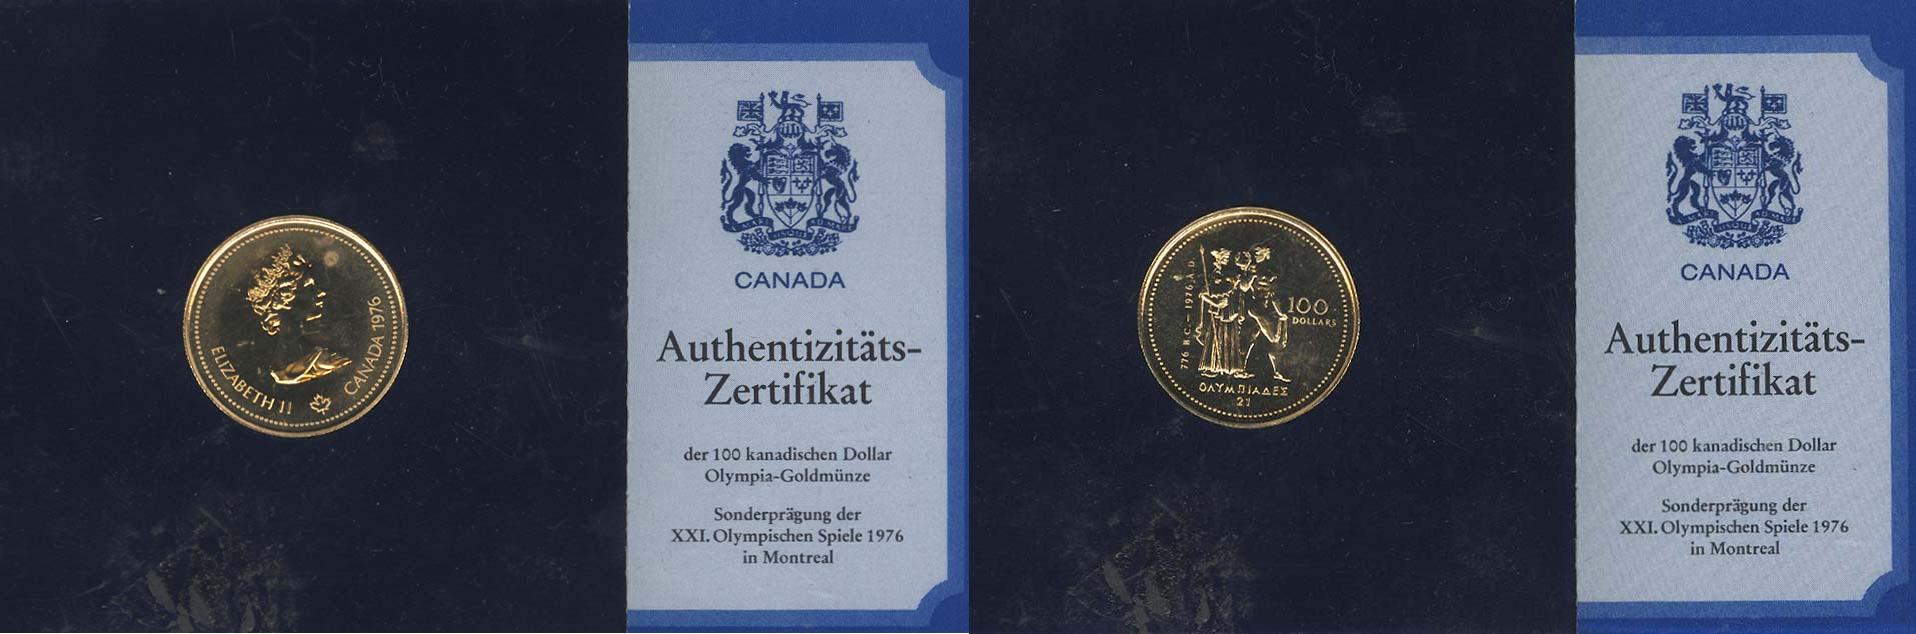 ELIZABETH II
CANADA 1976
CANADA
Authentizitäts-
Zertifikat
der 100 kanadischen Dollar
Olympia-Goldmünze
Sonderprägung der
XXI. Olympischen Spiele 1976
in Montreal
776 B.C. – 1976 A.D.
100
DOLLARS
ΟΛΥΜΠΙΑΔΕΣ
21
CANADA
Authentizitäts-
Zertifikat
der 100 kanadischen Dollar
Olympia-Goldmünze
Sonderprägung der
XXI. Olympischen Spiele 1976
in Montreal